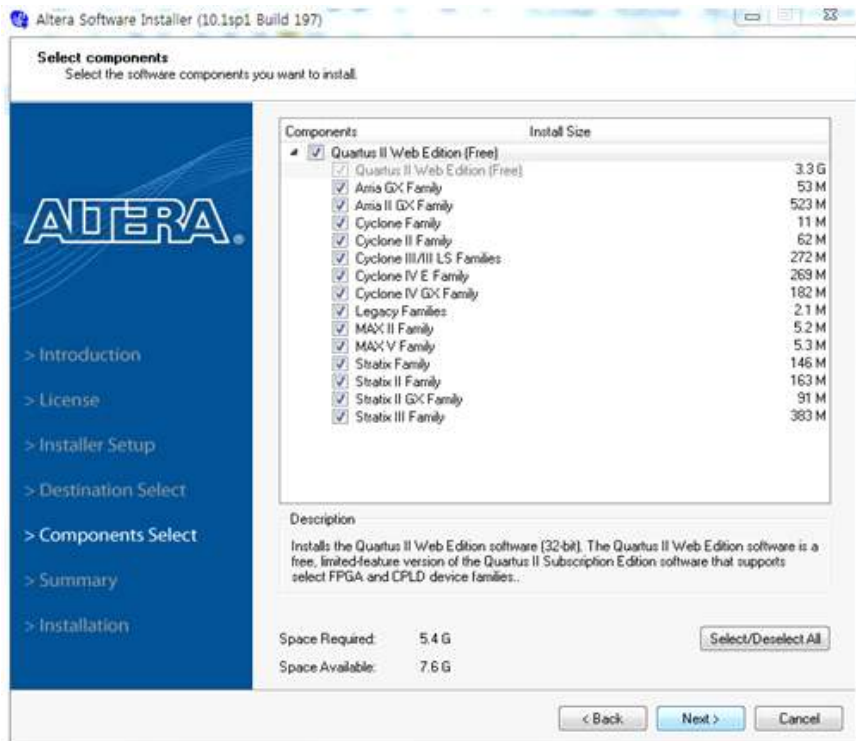 Altera Software Installer (10.1sp1 Build 197)
Select components
Select the software components you want to install.
ALTERA.
> Introduction
> License
> Installer Setup
> Destination Select
> Components Select
> Summary
> Installation
Components Install Size
Quartus II Web Edition (Free)
Quartus II Web Edition (Free) 3.3 G
Arria GX Family 53 M
Arria II GX Family 523 M
Cyclone Family 11 M
Cyclone II Family 62 M
Cyclone III/III LS Families 272 M
Cyclone IV E Family 269 M
Cyclone IV GX Family 182 M
Legacy Families 2.1 M
MAX II Family 5.2 M
MAX V Family 5.3 M
Stratix Family 146 M
Stratix II Family 163 M
Stratix II GX Family 91 M
Stratix III Family 383 M
Description
Installs the Quartus II Web Edition software (32-bit). The Quartus II Web Edition software is a
free, limited-feature version of the Quartus II Subscription Edition software that supports
select FPGA and CPLD device families..
Space Required: 5.4 G
Select/Deselect All
Space Available: 7.6 G
< Back
Next >
Cancel